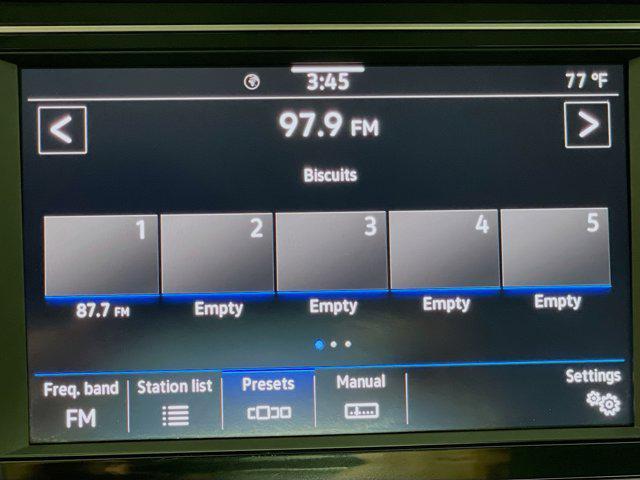 3:45 77 °F
< 97.9 FM >
Biscuits
1 2 3 4 5
87.7 FM Empty Empty Empty Empty
Freq. band Station list Presets Manual Settings
FM